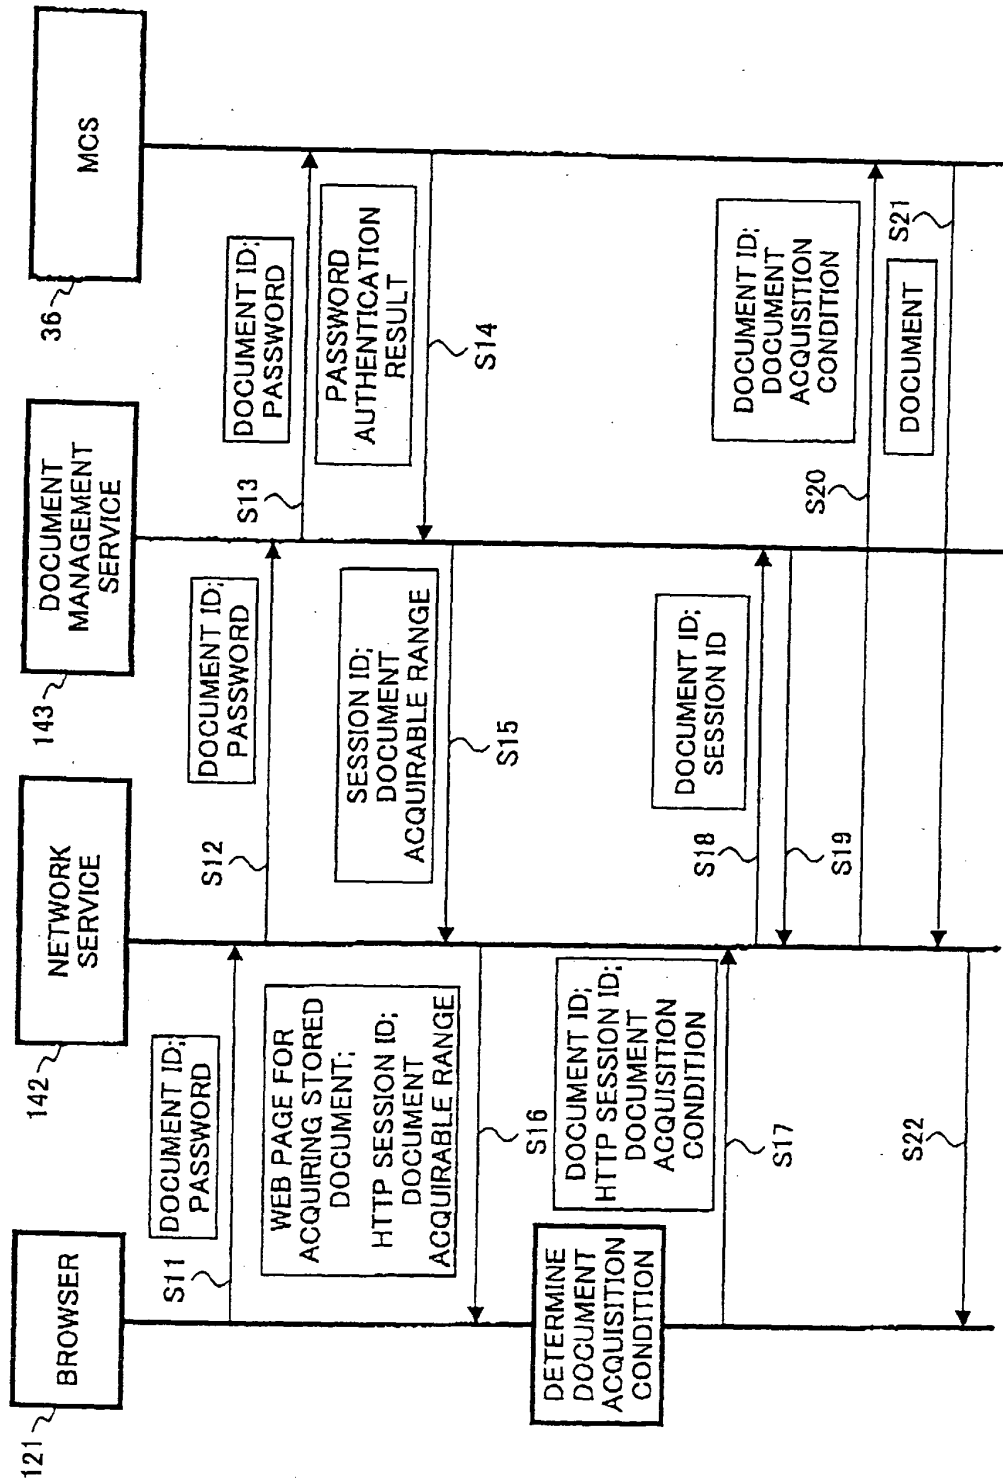 121
BROWSER
142
NETWORK
SERVICE
143
DOCUMENT
MANAGEMENT
SERVICE
36
MCS
DOCUMENT ID;
PASSWORD
S11
DOCUMENT ID;
PASSWORD
S12
DOCUMENT ID;
PASSWORD
S13
PASSWORD
AUTHENTICATION
RESULT
S14
SESSION ID;
DOCUMENT
ACQUIRABLE RANGE
S15
WEB PAGE FOR
ACQUIRING STORED
DOCUMENT;
HTTP SESSION ID;
DOCUMENT
ACQUIRABLE RANGE
S16
DETERMINE
DOCUMENT
ACQUISITION
CONDITION
DOCUMENT ID;
HTTP SESSION ID;
DOCUMENT
ACQUISITION
CONDITION
S17
DOCUMENT ID;
SESSION ID
S18
S19
DOCUMENT ID;
DOCUMENT
ACQUISITION
CONDITION
S20
DOCUMENT
S21
S22